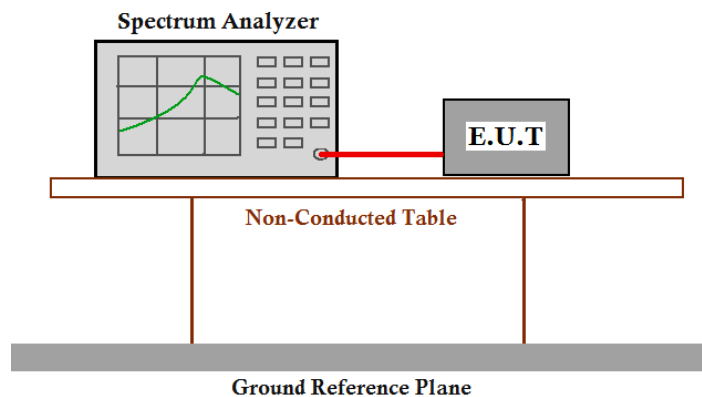 Spectrum Analyzer
E.U.T
Non-Conducted Table
Ground Reference Plane